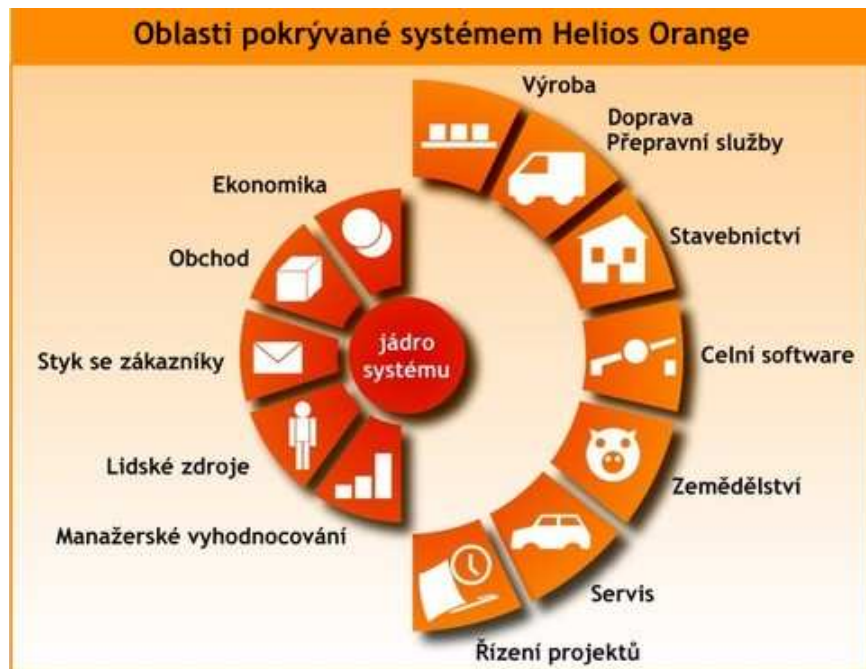 Oblasti pokrývané systémem Helios Orange
Výroba
Doprava
Přepravní služby
Ekonomika
Stavebnictví
Obchod
jádro
systému
Styk se zákazníky
Celní software
Lidské zdroje
Zemědělství
Manažerské vyhodnocování
Servis
Řízení projektů